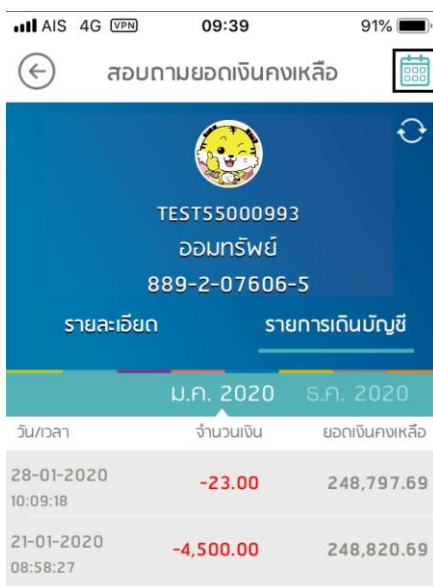 AIS 4G VPN 09:39 91%
สอบถามยอดเงินคงเหลือ
TEST55000993
ออมทรัพย์
889-2-07606-5
รายละเอียด รายการเดินบัญชี
ม.ค. 2020 ธ.ค. 2020
วัน/เวลา จำนวนเงิน ยอดเงินคงเหลือ
28-01-2020 -23.00 248,797.69
10:09:18
21-01-2020 -4,500.00 248,820.69
08:58:27